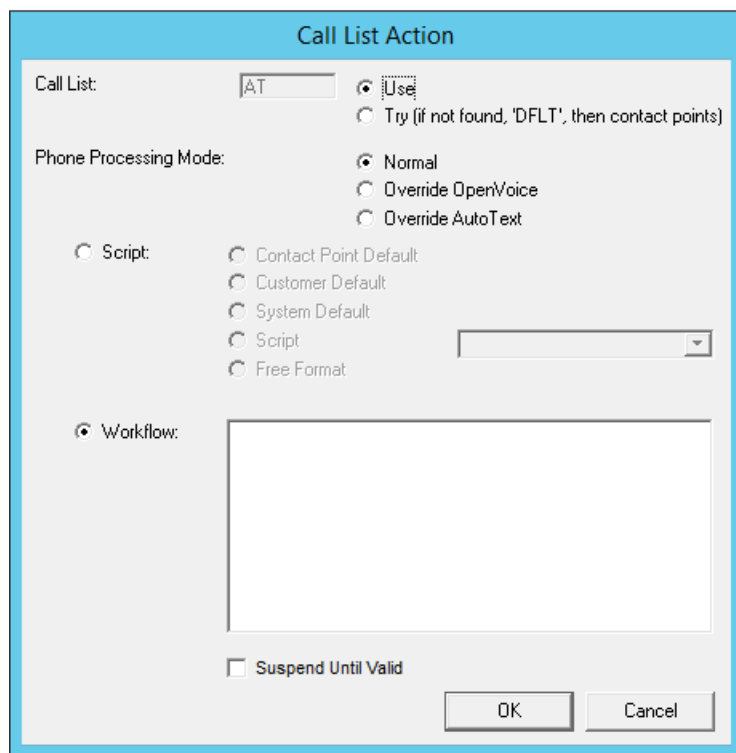 Call List Action
Call List: AT Use
Try (if not found, 'DFLT', then contact points)
Phone Processing Mode: Normal
Override OpenVoice
Override AutoText
Script: Contact Point Default
Customer Default
System Default
Script
Free Format
Workflow:
Suspend Until Valid
OK Cancel